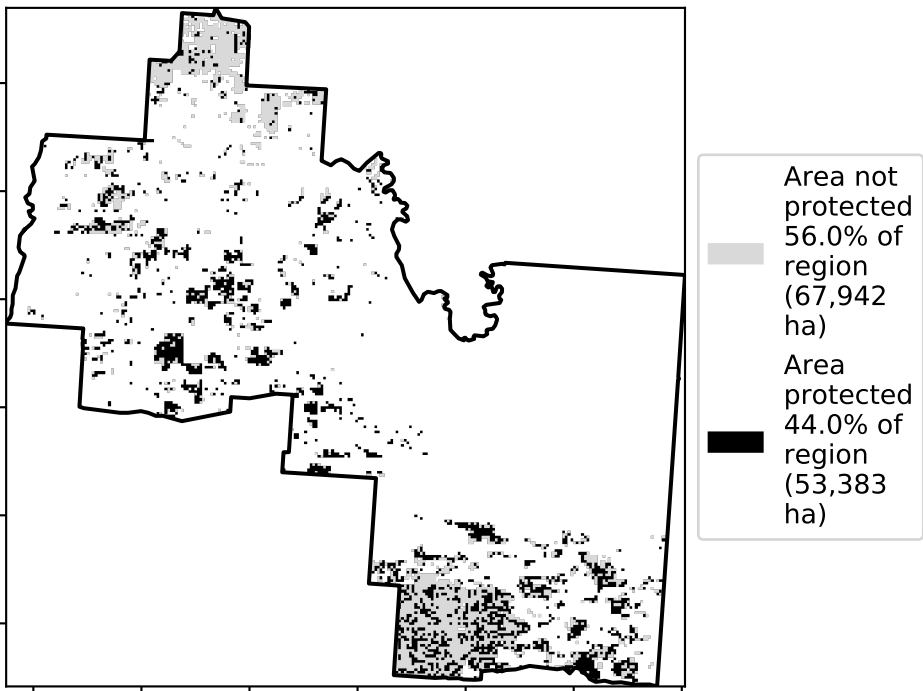 Area not
protected
56.0% of
region
(67,942
ha)
Area
protected
44.0% of
region
(53,383
ha)